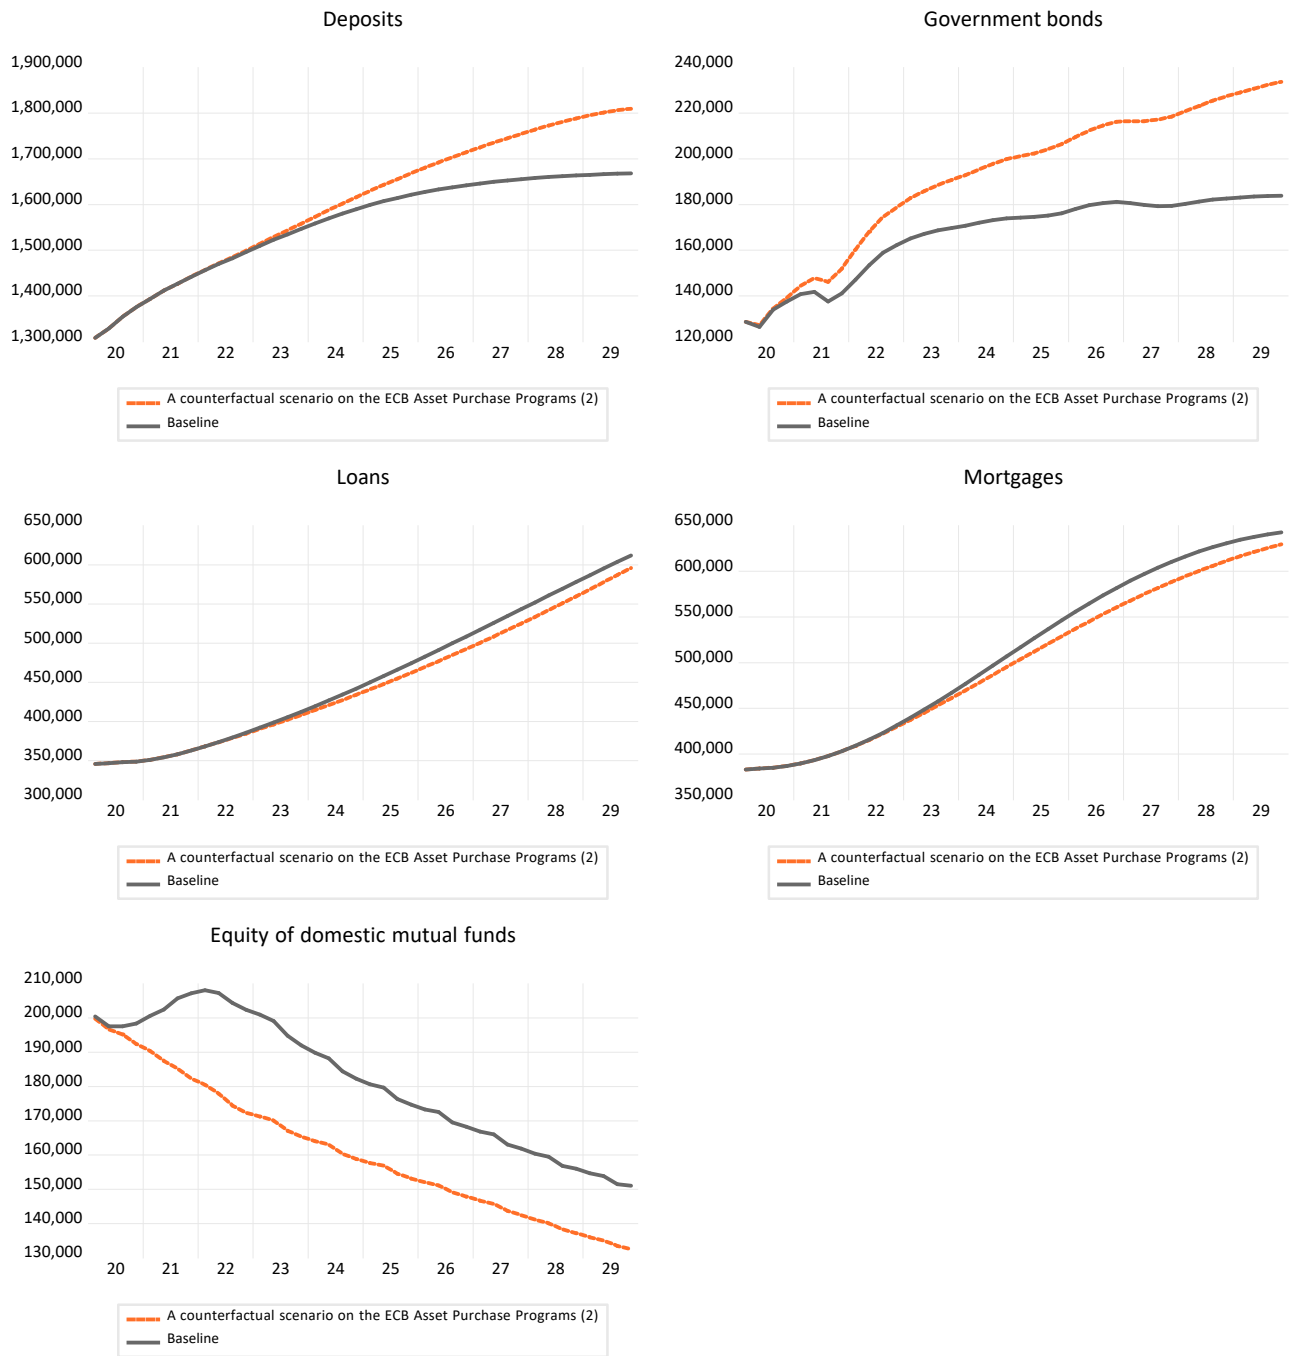 Deposits
1,900,000
1,800,000
1,700,000
1,600,000
1,500,000
1,400,000
1,300,000
20 21 22 23 24 25 26 27 28 29
A counterfactual scenario on the ECB Asset Purchase Programs (2)
Baseline
Government bonds
240,000
220,000
200,000
180,000
160,000
140,000
120,000
20 21 22 23 24 25 26 27 28 29
A counterfactual scenario on the ECB Asset Purchase Programs (2)
Baseline
Loans
650,000
600,000
550,000
500,000
450,000
400,000
350,000
300,000
20 21 22 23 24 25 26 27 28 29
A counterfactual scenario on the ECB Asset Purchase Programs (2)
Baseline
Mortgages
650,000
600,000
550,000
500,000
450,000
400,000
350,000
20 21 22 23 24 25 26 27 28 29
A counterfactual scenario on the ECB Asset Purchase Programs (2)
Baseline
Equity of domestic mutual funds
210,000
200,000
190,000
180,000
170,000
160,000
150,000
140,000
130,000
20 21 22 23 24 25 26 27 28 29
A counterfactual scenario on the ECB Asset Purchase Programs (2)
Baseline